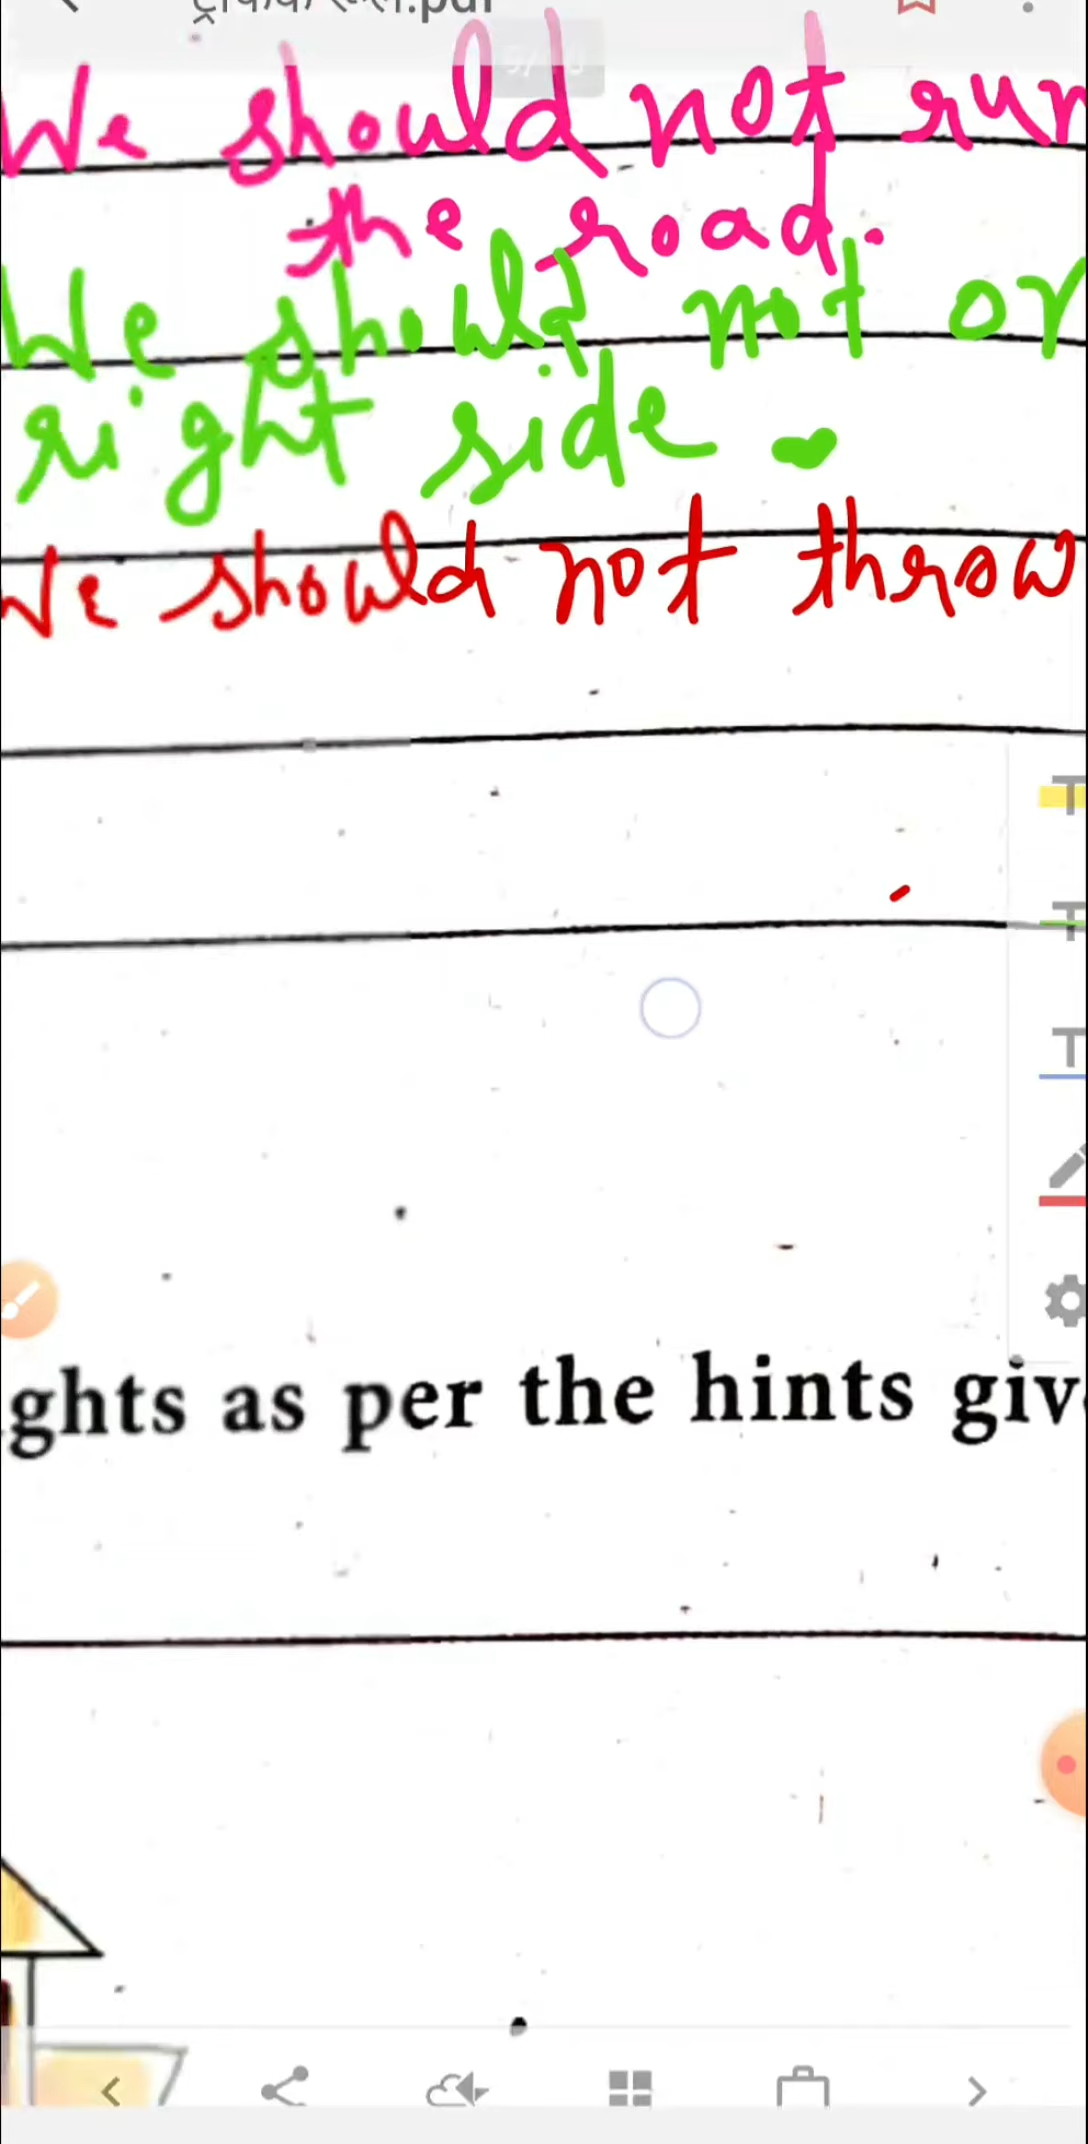 We should not run
the road.
We should not or
right side.
We should not throw
ghts as per the hints giv